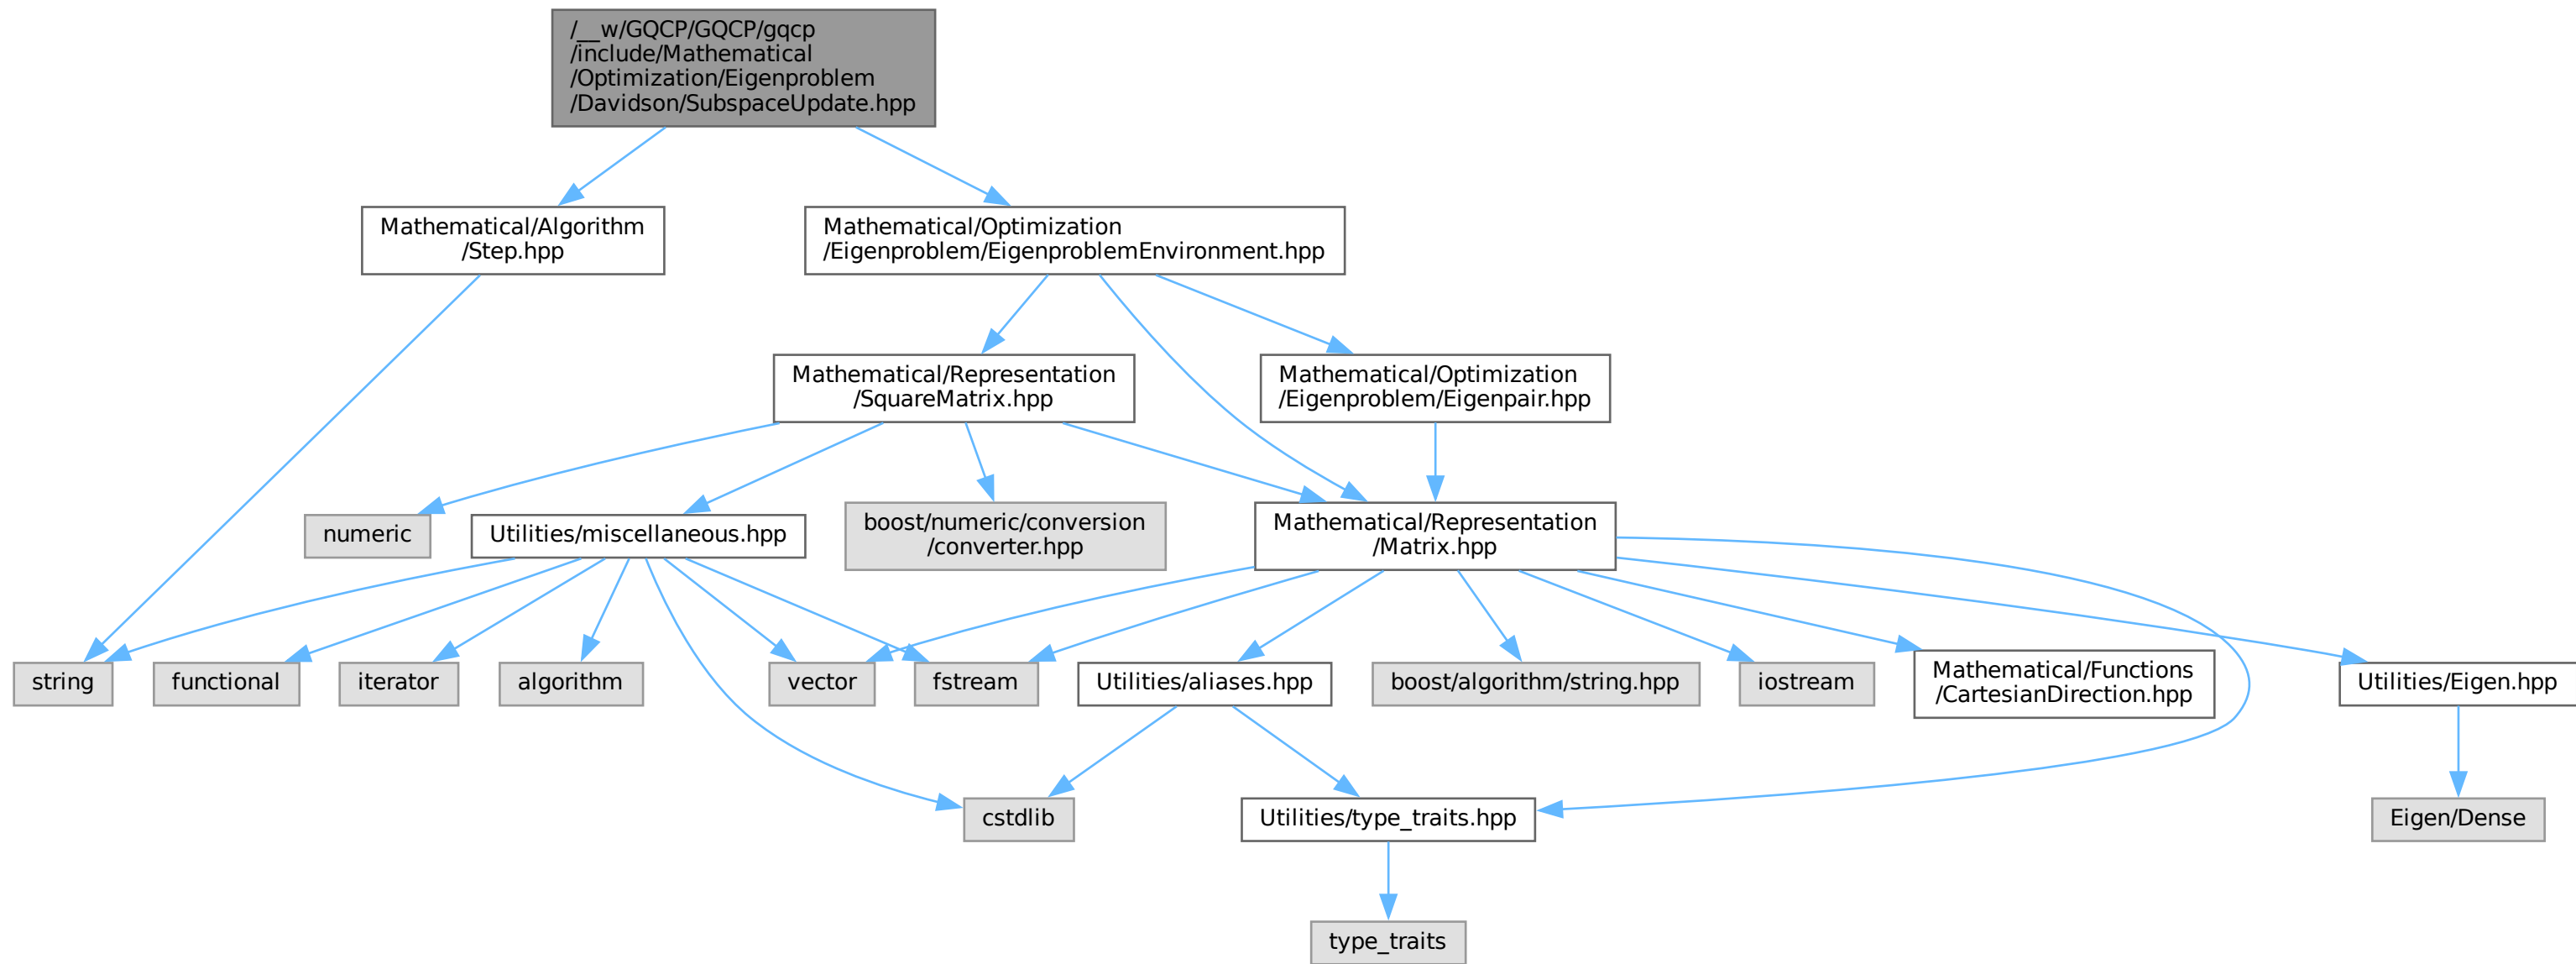 /__w/GQCP/GQCP/gqcp
/include/Mathematical
/Optimization/Eigenproblem
/Davidson/SubspaceUpdate.hpp
Mathematical/Algorithm
/Step.hpp
Mathematical/Optimization
/Eigenproblem/EigenproblemEnvironment.hpp
Mathematical/Representation
/SquareMatrix.hpp
Mathematical/Optimization
/Eigenproblem/Eigenpair.hpp
numeric
Utilities/miscellaneous.hpp
boost/numeric/conversion
/converter.hpp
Mathematical/Representation
/Matrix.hpp
string
functional
iterator
algorithm
vector
fstream
Utilities/aliases.hpp
boost/algorithm/string.hpp
iostream
Mathematical/Functions
/CartesianDirection.hpp
Utilities/Eigen.hpp
cstdlib
Utilities/type_traits.hpp
Eigen/Dense
type_traits